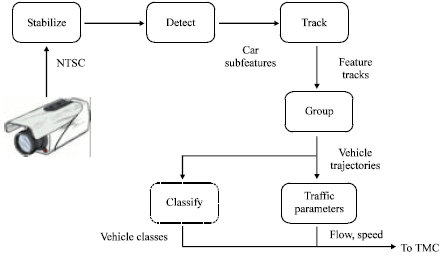 Stabilize
Detect
Track
NTSC
Car
subfeatures
Feature
tracks
Group
Vehicle
trajectories
Classify
Traffic
parameters
Vehicle classes
Flow, speed
To TMC